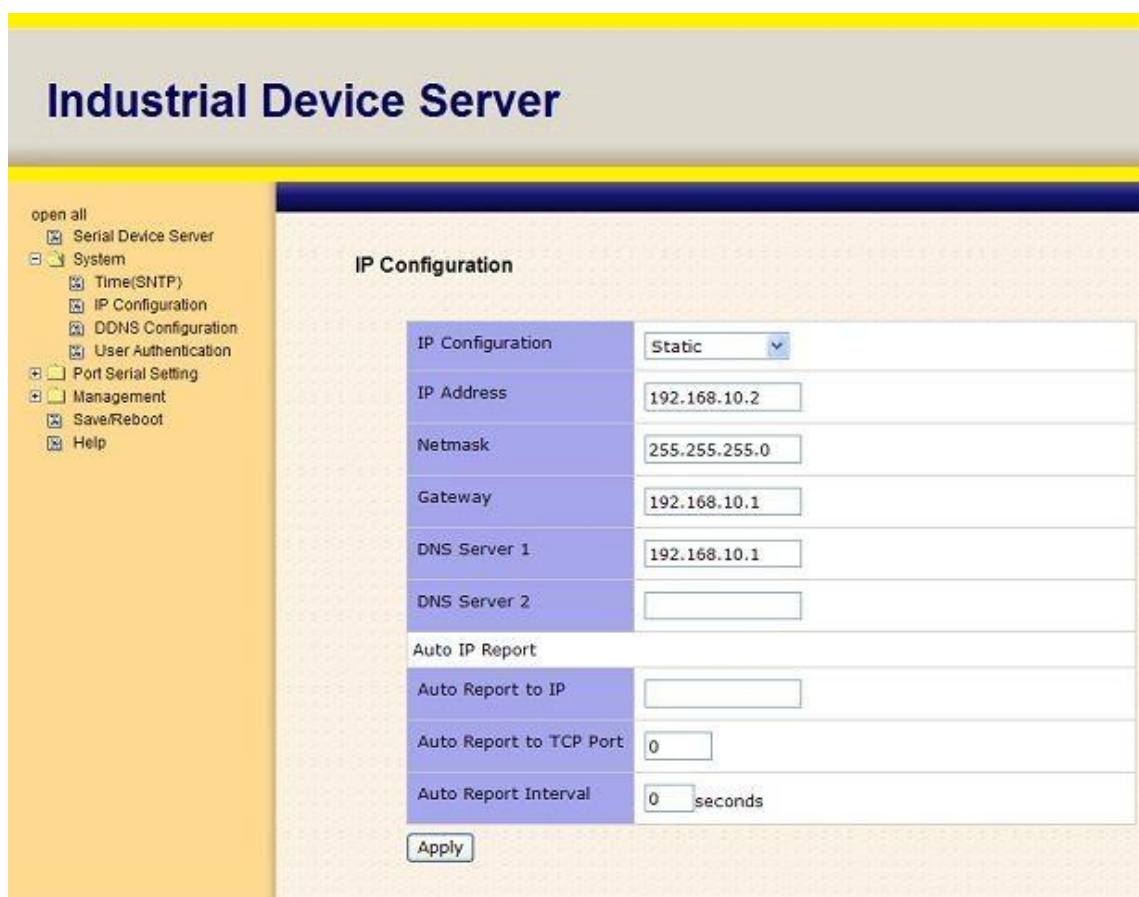 Industrial Device Server
open all
Serial Device Server
System
Time(SNTP)
IP Configuration
DDNS Configuration
User Authentication
Port Serial Setting
Management
Save/Reboot
Help
IP Configuration
IP Configuration Static
IP Address 192.168.10.2
Netmask 255.255.255.0
Gateway 192.168.10.1
DNS Server 1 192.168.10.1
DNS Server 2
Auto IP Report
Auto Report to IP
Auto Report to TCP Port 0
Auto Report Interval 0 seconds
Apply